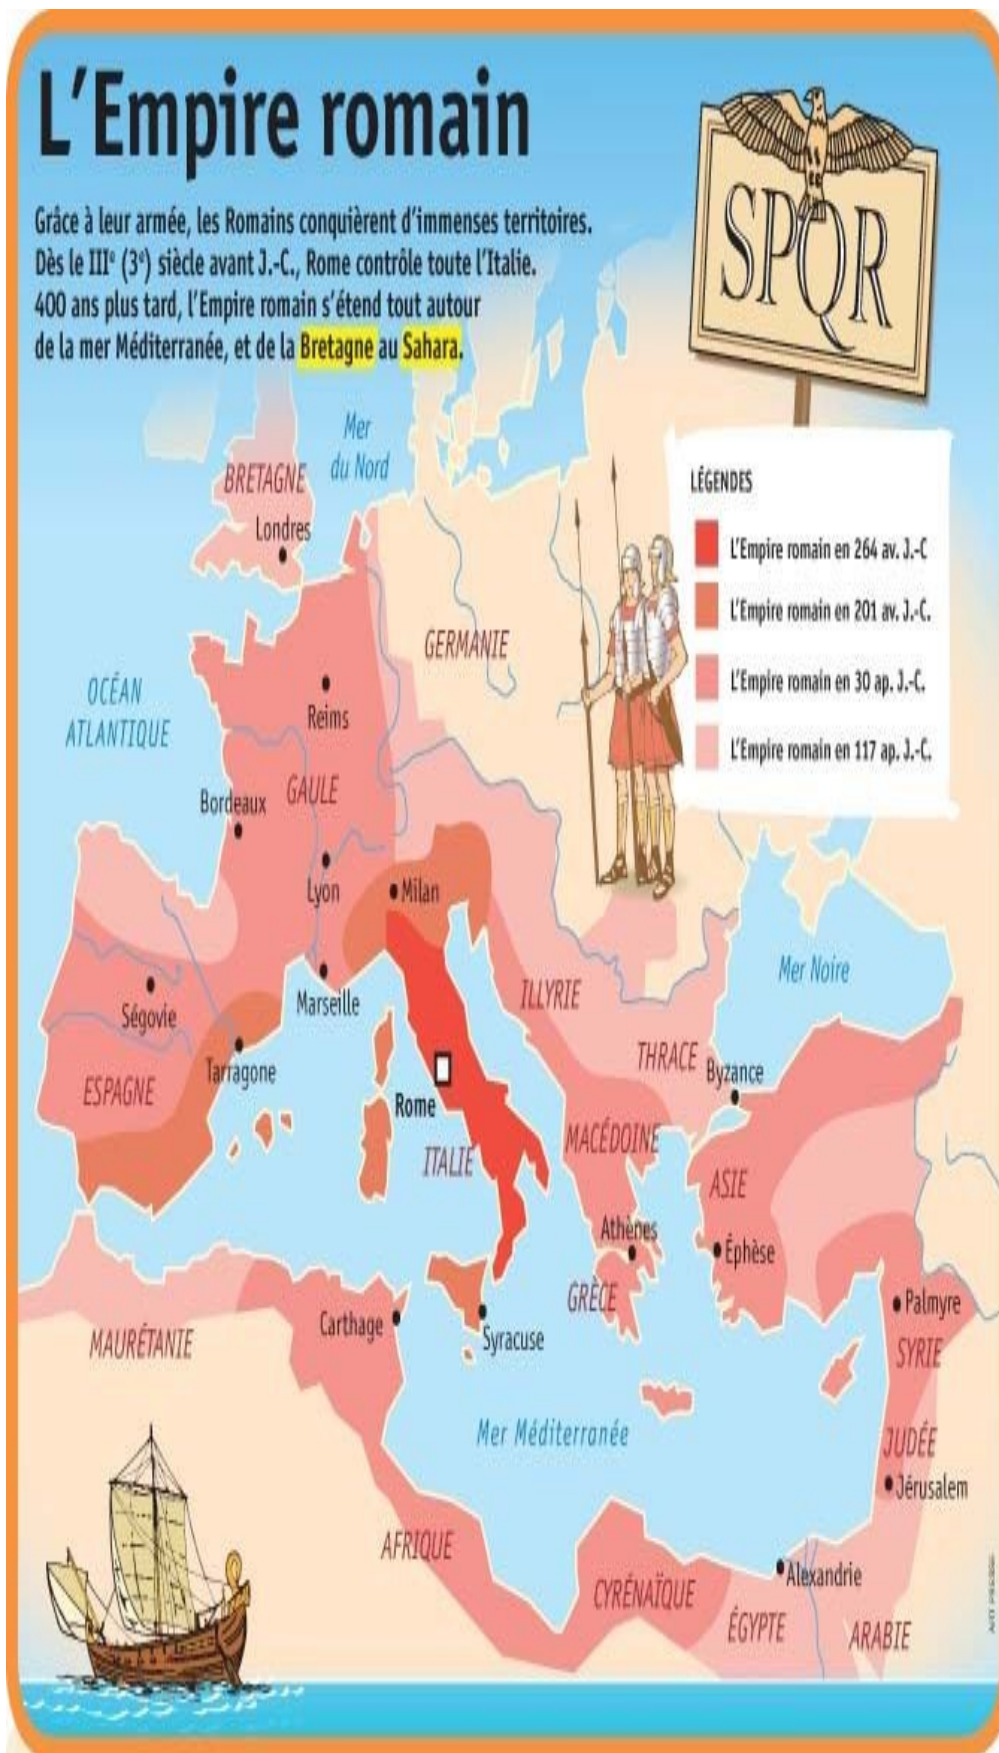 L'Empire romain
Grâce à leur armée, les Romains conquièrent d'immenses territoires.
Dès le IIIᵉ (3ᵉ) siècle avant J.-C., Rome contrôle toute l'Italie.
400 ans plus tard, l'Empire romain s'étend tout autour
de la mer Méditerranée, et de la Bretagne au Sahara.
SPQR
LÉGENDES
L'Empire romain en 264 av. J.-C
L'Empire romain en 201 av. J.-C.
L'Empire romain en 30 ap. J.-C.
L'Empire romain en 117 ap. J.-C.
Mer
du Nord
BRETAGNE
Londres
GERMANIE
OCÉAN
ATLANTIQUE
Reims
GAULE
Bordeaux
Lyon
Milan
Mer Noire
Marseille
ILLYRIE
Ségovie
Tarragone
THRACE
Byzance
ESPAGNE
Rome
ITALIE
MACÉDOINE
ASIE
Athènes
Éphèse
GRÈCE
Palmyre
Carthage
Syracuse
MAURÉTANIE
SYRIE
Mer Méditerranée
JUDÉE
Jérusalem
AFRIQUE
Alexandrie
CYRÉNAÏQUE
ÉGYPTE
ARABIE